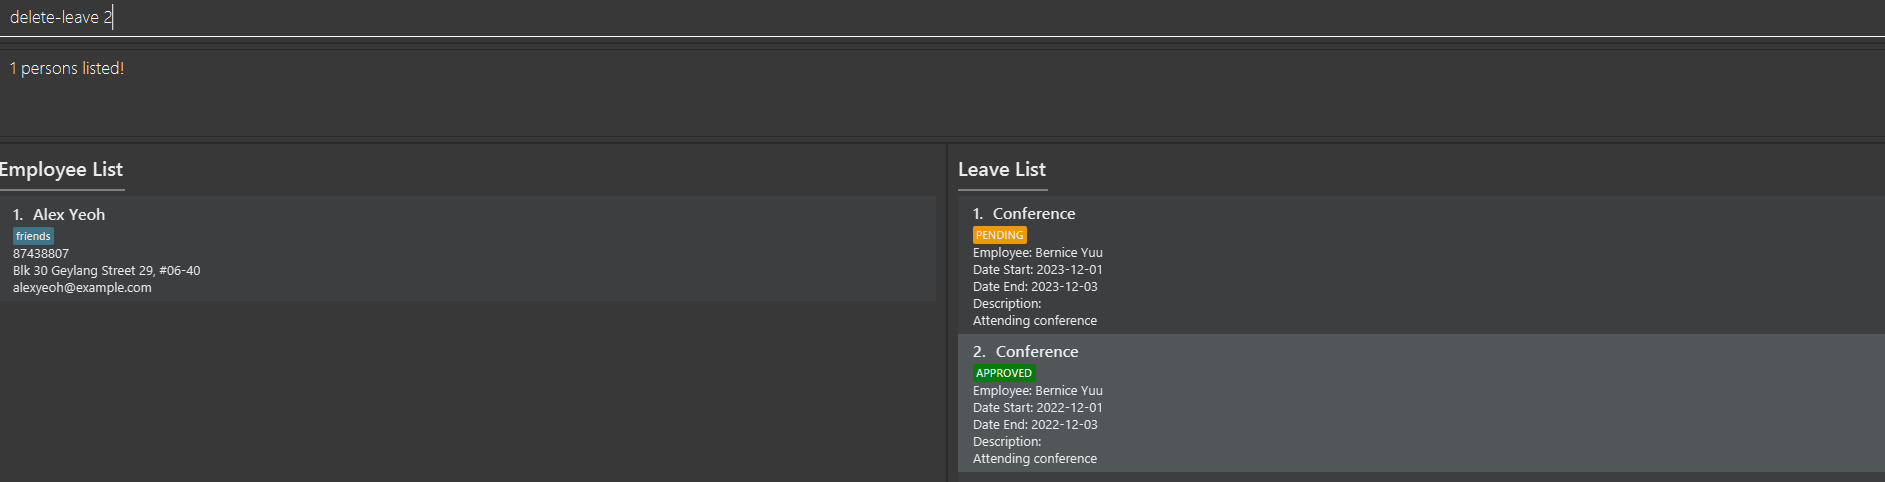 delete-leave 2
1 persons listed!
Employee List
1. Alex Yeoh
friends
87438807
Blk 30 Geylang Street 29, #06-40
alexyeoh@example.com
Leave List
1. Conference
PENDING
Employee: Bernice Yuu
Date Start: 2023-12-01
Date End: 2023-12-03
Description:
Attending conference
2. Conference
APPROVED
Employee: Bernice Yuu
Date Start: 2022-12-01
Date End: 2022-12-03
Description:
Attending conference